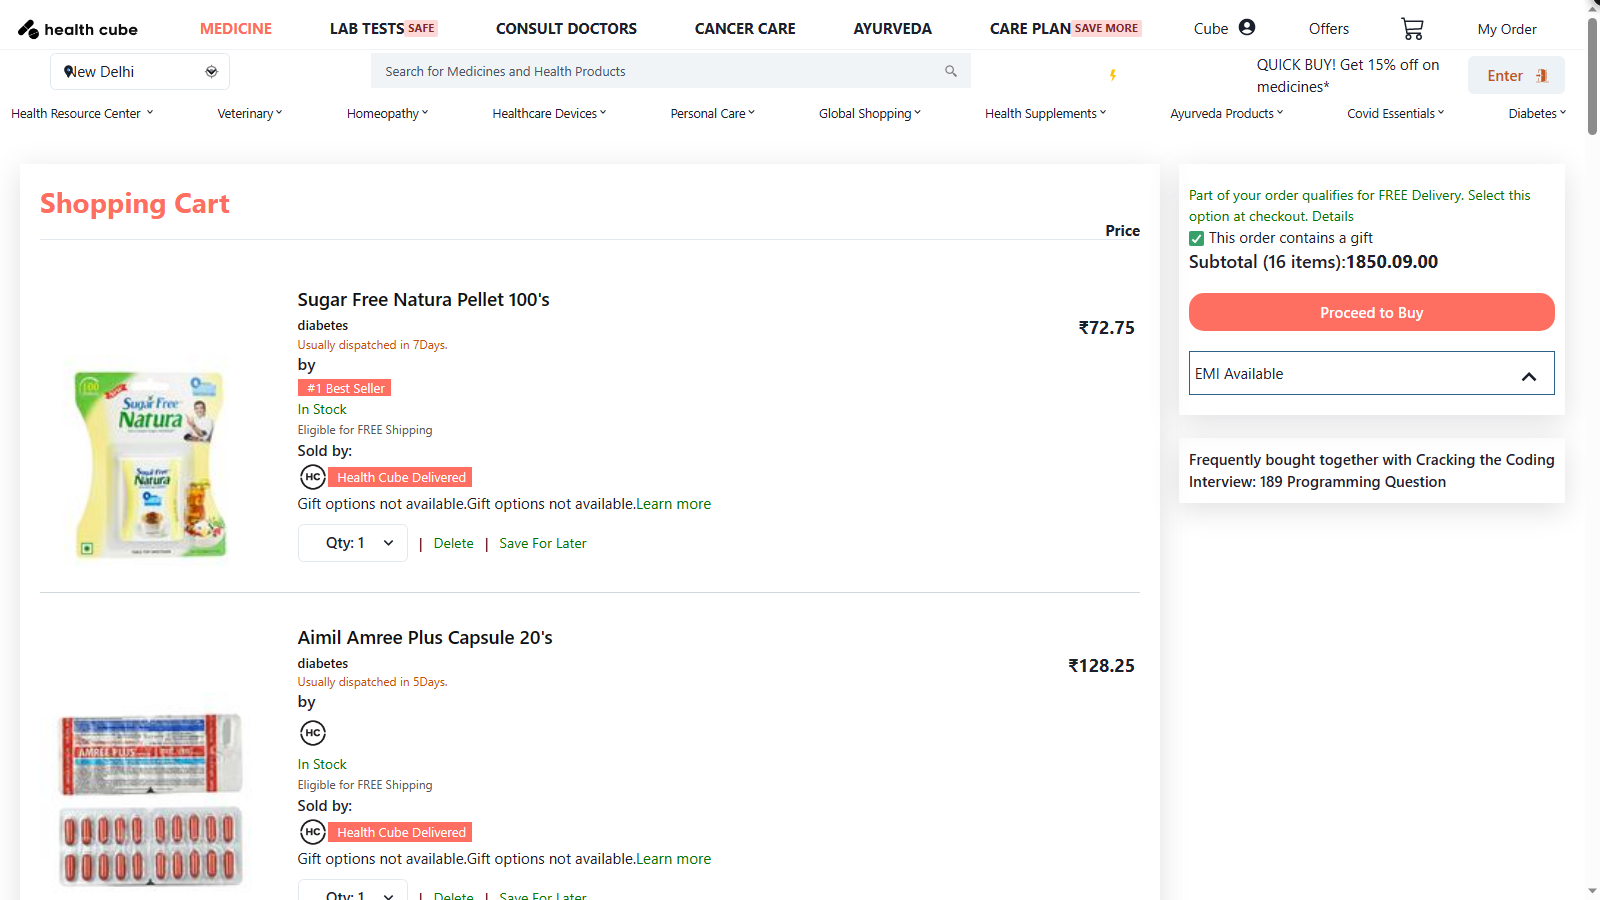 health cube
MEDICINE
LAB TESTS SAFE
CONSULT DOCTORS
CANCER CARE
AYURVEDA
CARE PLAN SAVE MORE
Cube
Offers
My Order
New Delhi
Search for Medicines and Health Products
QUICK BUY! Get 15% off on
medicines*
Enter
Health Resource Center
Veterinary
Homeopathy
Healthcare Devices
Personal Care
Global Shopping
Health Supplements
Ayurveda Products
Covid Essentials
Diabetes
Shopping Cart
Price
Sugar Free Natura Pellet 100's
diabetes
₹72.75
Usually dispatched in 7Days.
by
#1 Best Seller
In Stock
Eligible for FREE Shipping
Sold by:
HC Health Cube Delivered
Gift options not available.Gift options not available.Learn more
Qty: 1 | Delete | Save For Later
100
Sugar Free
Natura
Sugar Free
Natura
Aimil Amree Plus Capsule 20's
diabetes
₹128.25
Usually dispatched in 5Days.
by
HC
In Stock
Eligible for FREE Shipping
Sold by:
HC Health Cube Delivered
Gift options not available.Gift options not available.Learn more
Qty: 1 | Delete | Save For Later
AMREE PLUS
Part of your order qualifies for FREE Delivery. Select this
option at checkout. Details
This order contains a gift
Subtotal (16 items):1850.09.00
Proceed to Buy
EMI Available
Frequently bought together with Cracking the Coding
Interview: 189 Programming Question